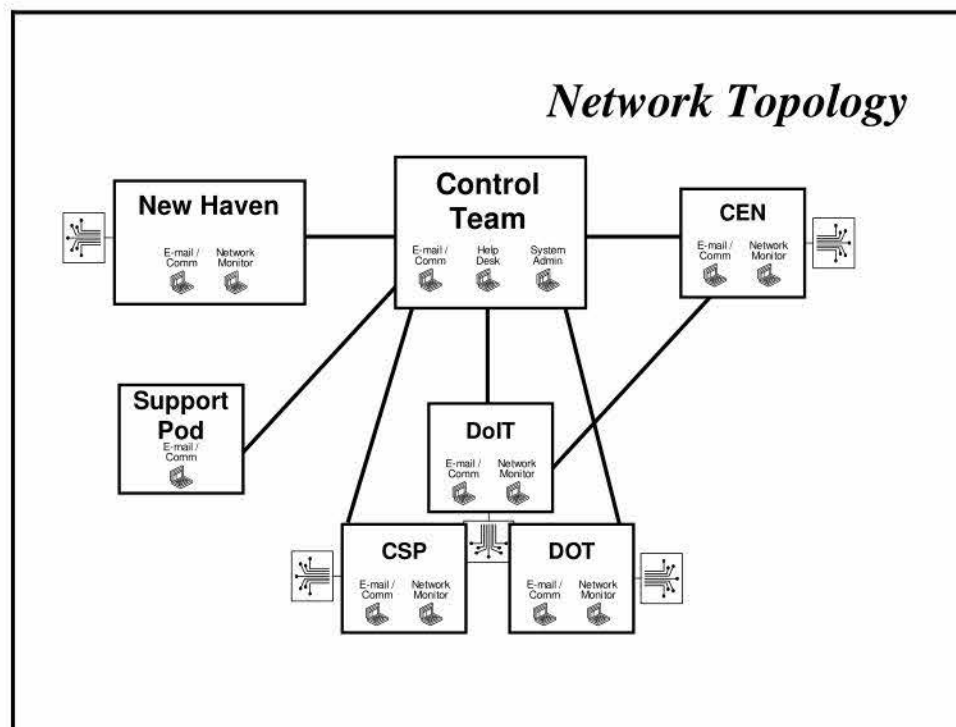 Network Topology
New Haven
E-mail / Network
Comm Monitor
Control
Team
E-mail / Help System
Comm Desk Admin
CEN
E-mail / Network
Comm Monitor
Support
Pod
E-mail /
Comm
DoIT
E-mail / Network
Comm Monitor
CSP
E-mail / Network
Comm Monitor
DOT
E-mail / Network
Comm Monitor